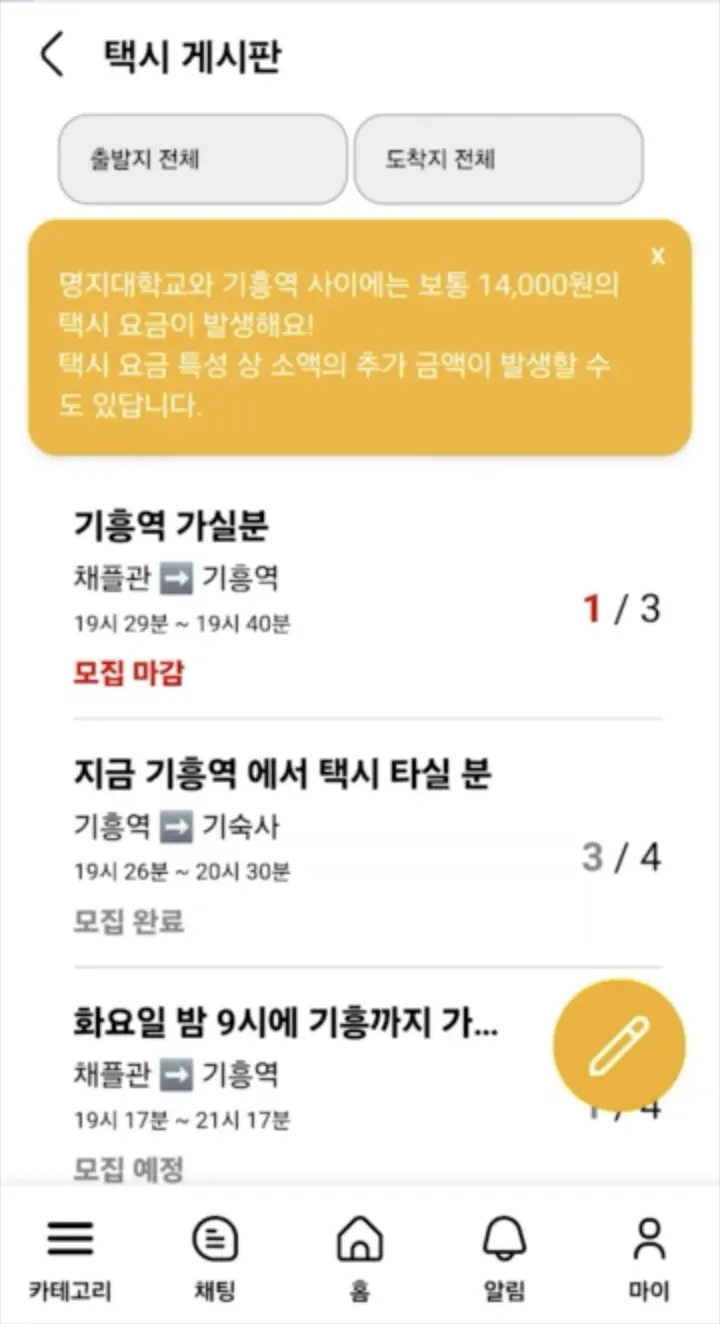 택시 게시판
출발지 전체
도착지 전체
x
명지대학교와 기흥역 사이에는 보통 14,000원의
택시 요금이 발생해요!
택시 요금 특성 상 소액의 추가 금액이 발생할 수
도 있답니다.
기흥역 가실분
채플관 ➡ 기흥역
19시 29분 ~ 19시 40분
1 / 3
모집 마감
지금 기흥역 에서 택시 타실 분
기흥역 ➡ 기숙사
19시 26분 ~ 20시 30분
3 / 4
모집 완료
화요일 밤 9시에 기흥까지 가...
채플관 ➡ 기흥역
19시 17분 ~ 21시 17분
/ 4
모집 예정
카테고리
채팅
홈
알림
마이